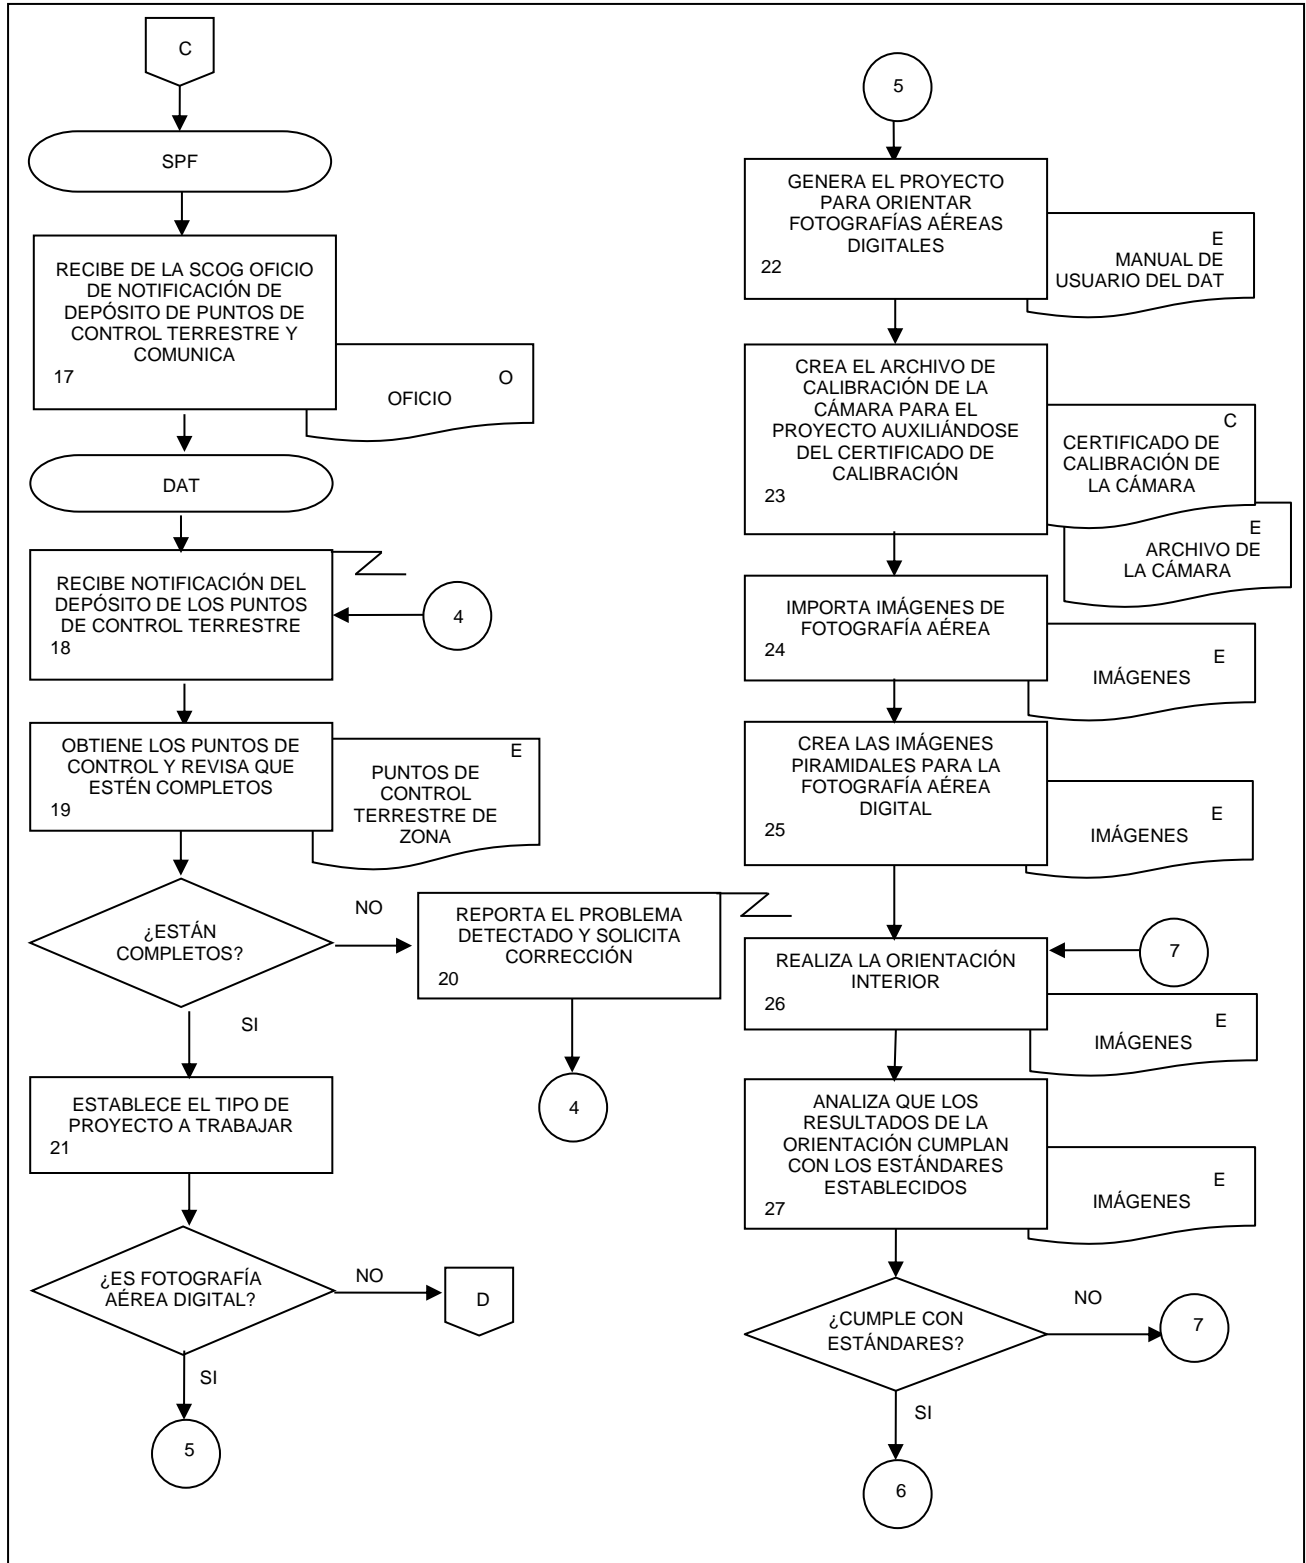 C
SPF
RECIBE DE LA SCOG OFICIO
DE NOTIFICACIÓN DE
DEPÓSITO DE PUNTOS DE
CONTROL TERRESTRE Y
COMUNICA
17
O
OFICIO
DAT
RECIBE NOTIFICACIÓN DEL
DEPÓSITO DE LOS PUNTOS
DE CONTROL TERRESTRE
18
4
OBTIENE LOS PUNTOS DE
CONTROL Y REVISA QUE
ESTÉN COMPLETOS
19
E
PUNTOS DE
CONTROL
TERRESTRE DE
ZONA
¿ESTÁN
COMPLETOS?
NO
REPORTA EL PROBLEMA
DETECTADO Y SOLICITA
CORRECCIÓN
20
4
SI
ESTABLECE EL TIPO DE
PROYECTO A TRABAJAR
21
¿ES FOTOGRAFÍA
AÉREA DIGITAL?
NO
D
SI
5
5
GENERA EL PROYECTO
PARA ORIENTAR
FOTOGRAFÍAS AÉREAS
DIGITALES
22
E
MANUAL DE
USUARIO DEL DAT
CREA EL ARCHIVO DE
CALIBRACIÓN DE LA
CÁMARA PARA EL
PROYECTO AUXILIÁNDOSE
DEL CERTIFICADO DE
CALIBRACIÓN
23
C
CERTIFICADO DE
CALIBRACIÓN DE
LA CÁMARA
E
ARCHIVO DE
LA CÁMARA
IMPORTA IMÁGENES DE
FOTOGRAFÍA AÉREA
24
E
IMÁGENES
CREA LAS IMÁGENES
PIRAMIDALES PARA LA
FOTOGRAFÍA AÉREA
DIGITAL
25
E
IMÁGENES
REALIZA LA ORIENTACIÓN
INTERIOR
26
7
E
IMÁGENES
ANALIZA QUE LOS
RESULTADOS DE LA
ORIENTACIÓN CUMPLAN
CON LOS ESTÁNDARES
ESTABLECIDOS
27
E
IMÁGENES
¿CUMPLE CON
ESTÁNDARES?
NO
7
SI
6